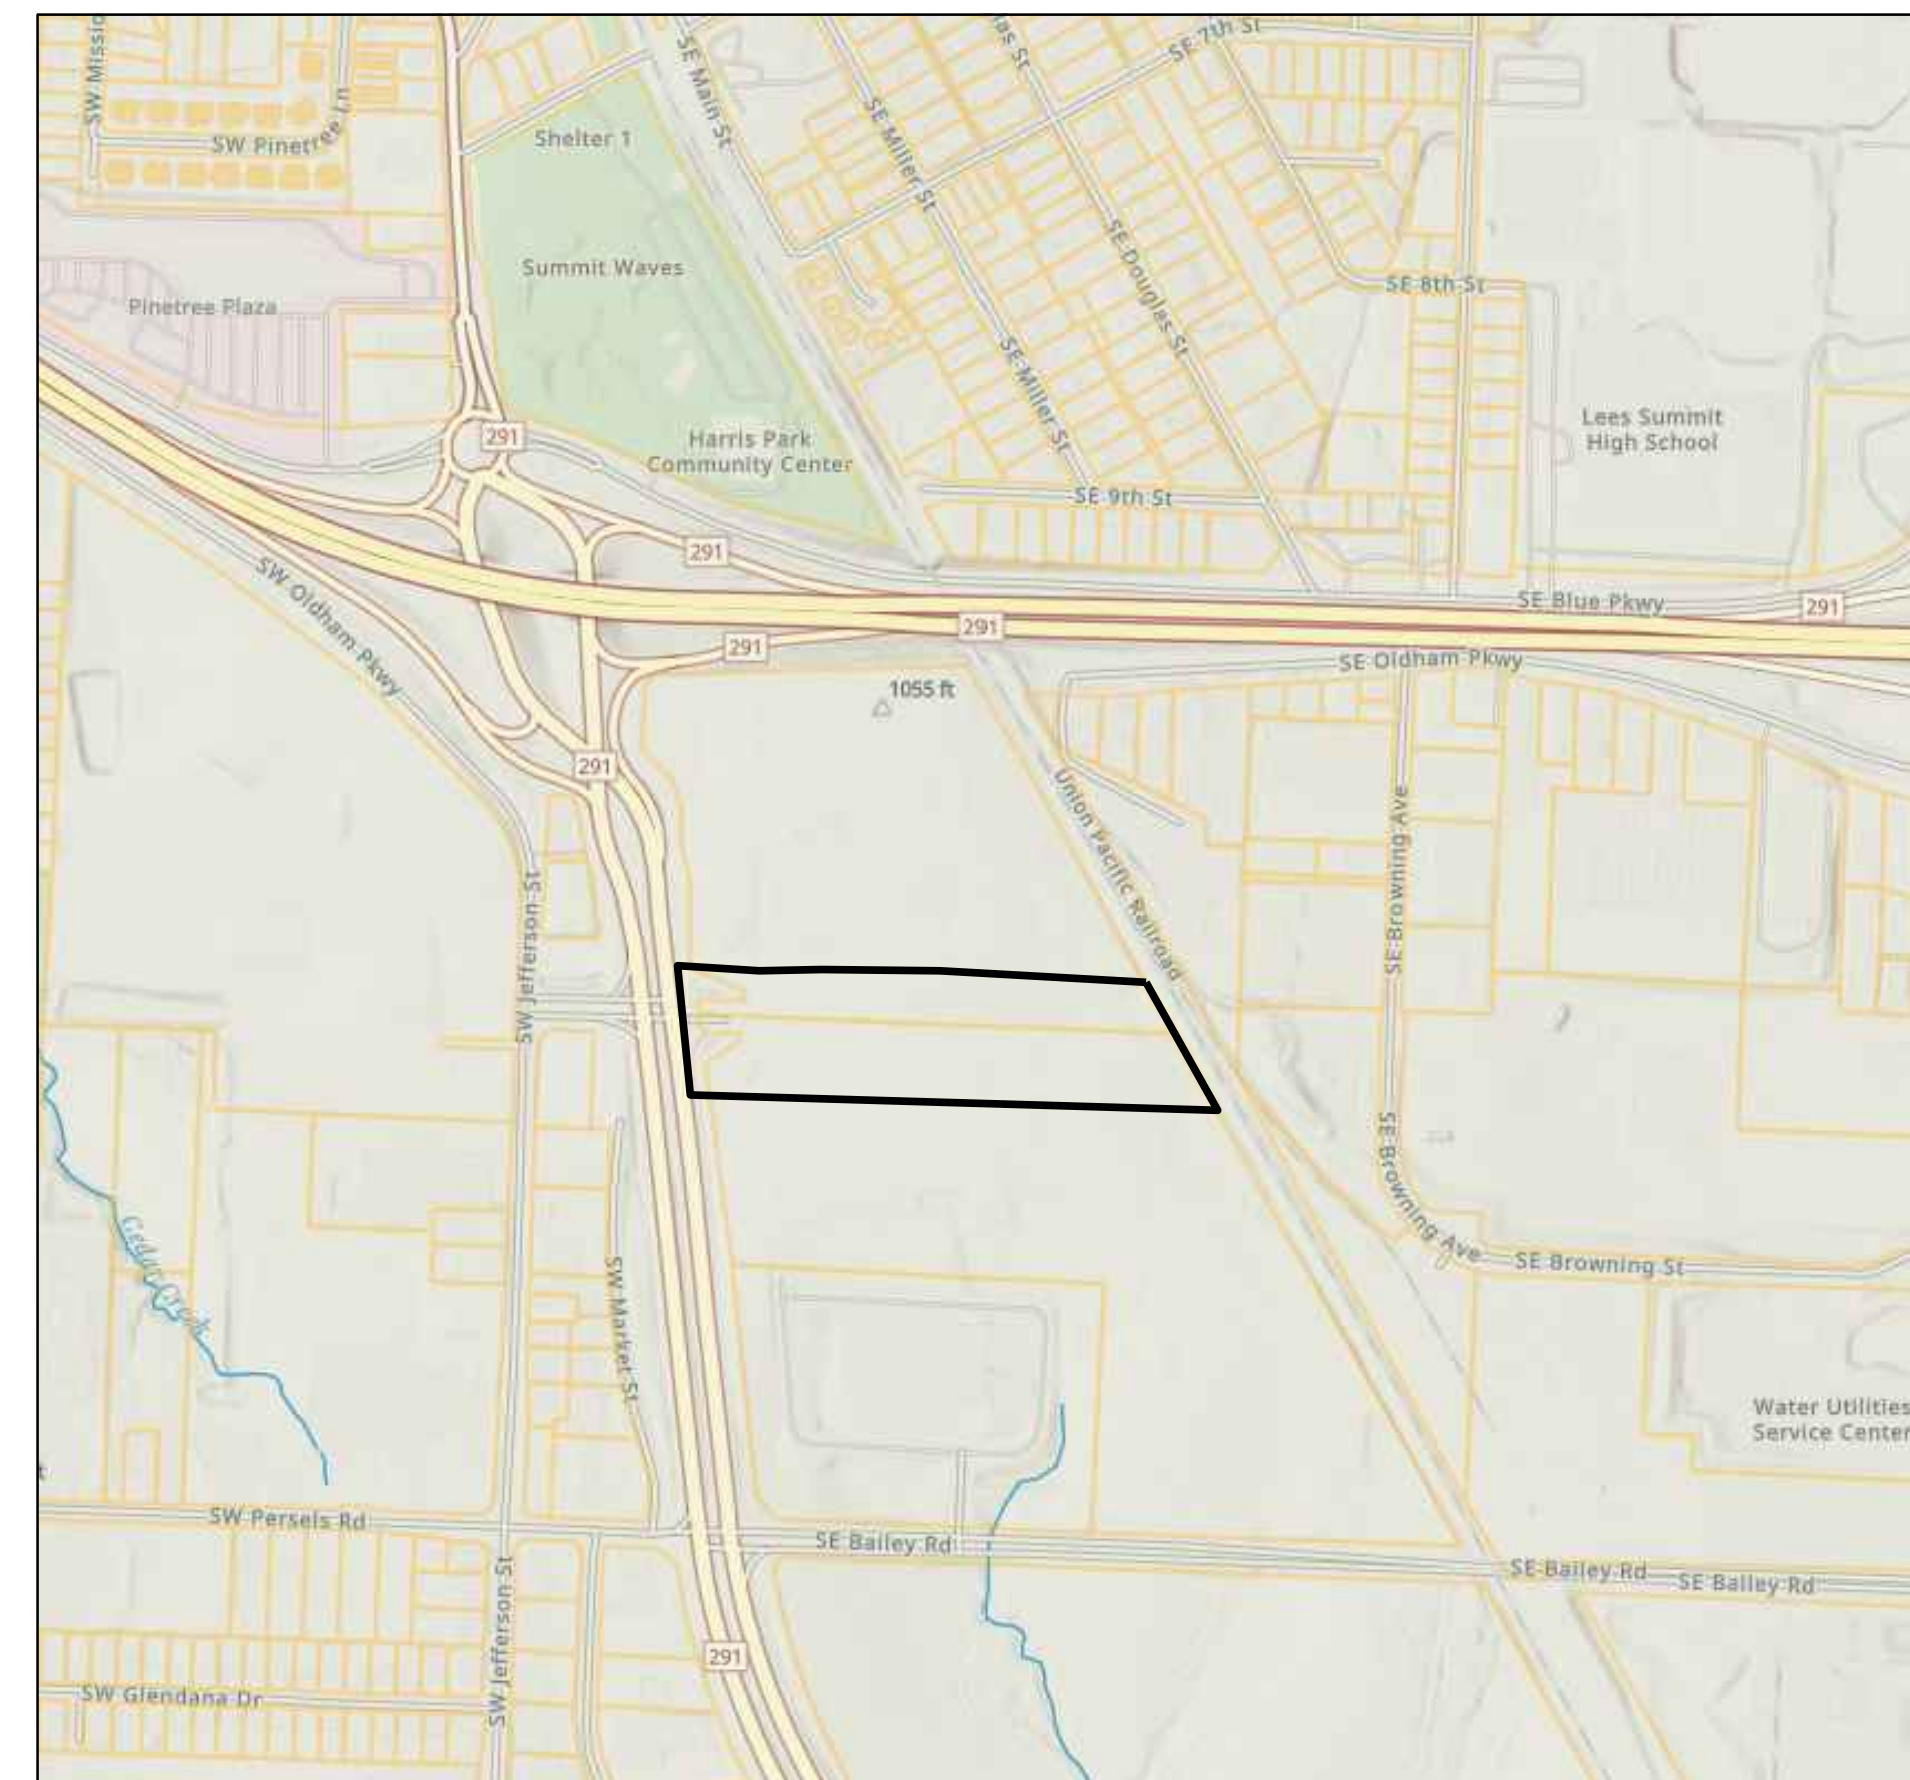 SW Missio
SE Main St
as St
SE 7th St
SW Pinetree Ln
Shelter 1
SE Miller St
Summit Waves
SE Douglas St
SE 8th St
Pinetree Plaza
SE Miller St
291
Harris Park
Community Center
Lees Summit
High School
SE 9th St
291
SW Oldham Pkwy
SE Blue Pkwy
291
291
291
SE Oldham Pkwy
1055 ft
291
Union Pacific Railroad
SE Browning Ave
SW Jefferson St
SE Browning Ave
Cedar Creek
SE Browning St
SW Market St
Water Utilities
Service Center
t
SW Persels Rd
SE Bailey Rd
SE Bailey Rd
SE Bailey Rd
SW Jefferson St
291
SW Glendana Dr